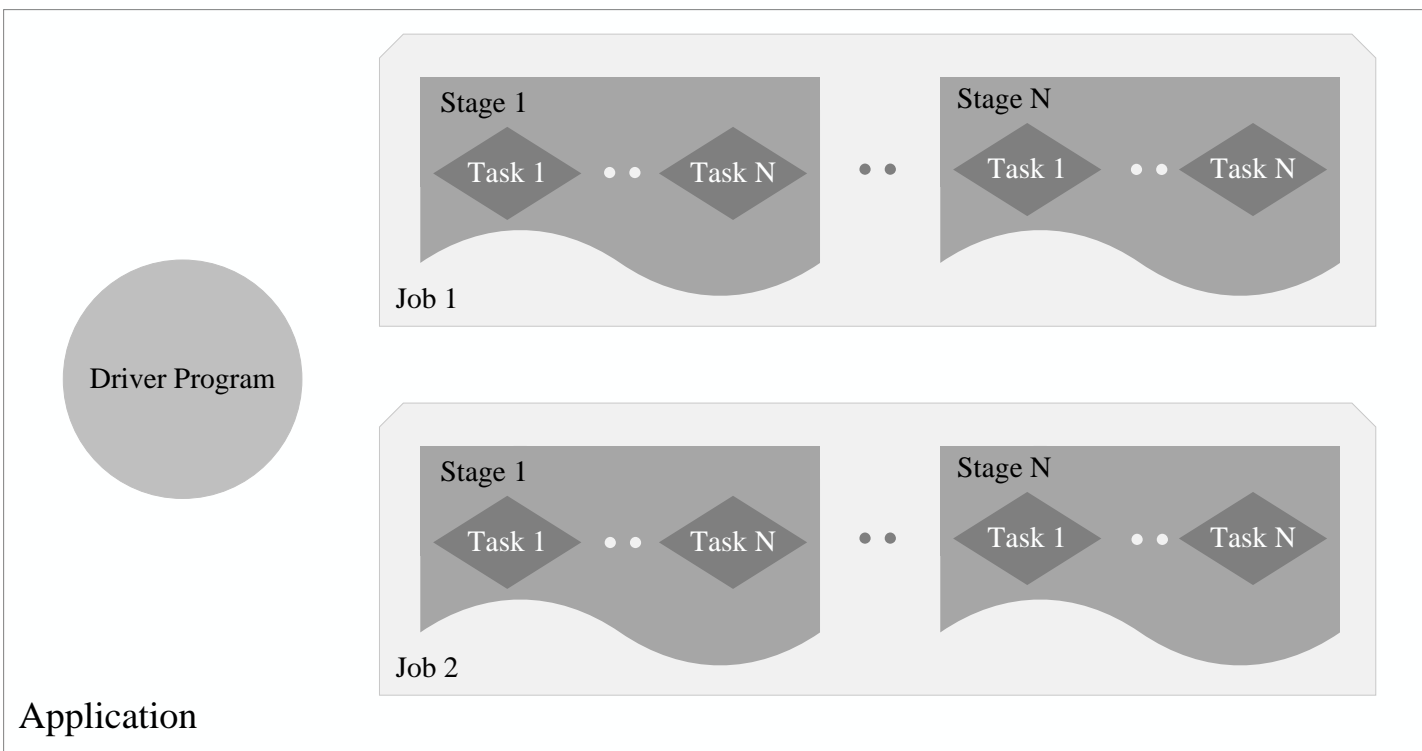 Stage 1
Stage N
Task 1
Task N
Task 1
Task N
Job 1
Driver Program
Stage 1
Stage N
Task 1
Task N
Task 1
Task N
Job 2
Application